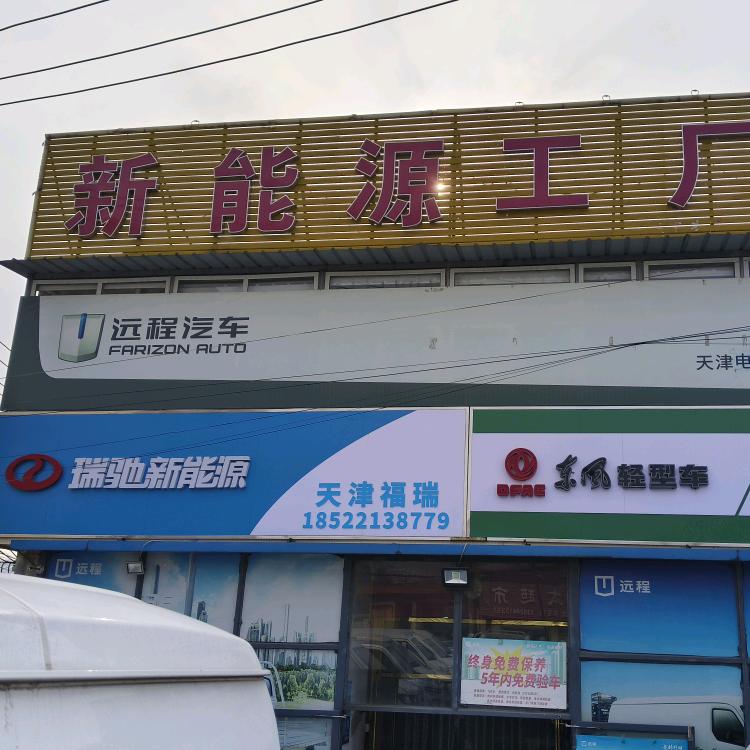 新能源工厂
远程汽车
FARIZON AUTO
天津电
瑞驰新能源
天津福瑞
18522138779
DFAC
东风轻型车
远程
远程
终身免费保养
5年内免费验车